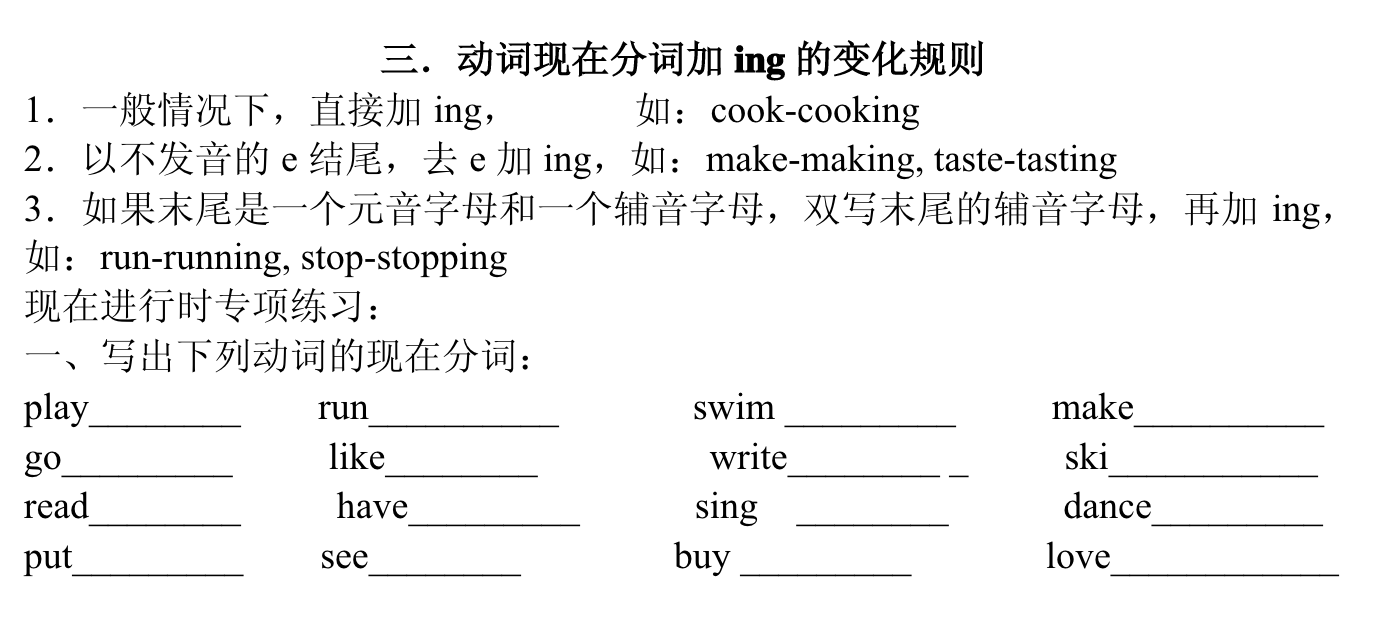 三．动词现在分词加 ing 的变化规则
1．一般情况下，直接加 ing， 如：cook-cooking
2．以不发音的 e 结尾，去 e 加 ing，如：make-making, taste-tasting
3．如果末尾是一个元音字母和一个辅音字母，双写末尾的辅音字母，再加 ing，
如：run-running, stop-stopping
现在进行时专项练习：
一、写出下列动词的现在分词：
play________ run__________ swim _________ make__________
go_________ like________ write________ _ ski___________
read________ have_________ sing ________ dance_________
put_________ see________ buy _________ love____________